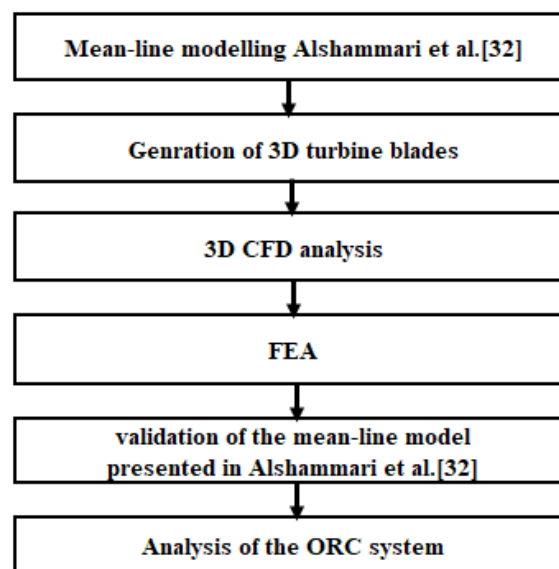 Mean-line modelling Alshammari et al.[32]
Genration of 3D turbine blades
3D CFD analysis
FEA
validation of the mean-line model
presented in Alshammari et al.[32]
Analysis of the ORC system